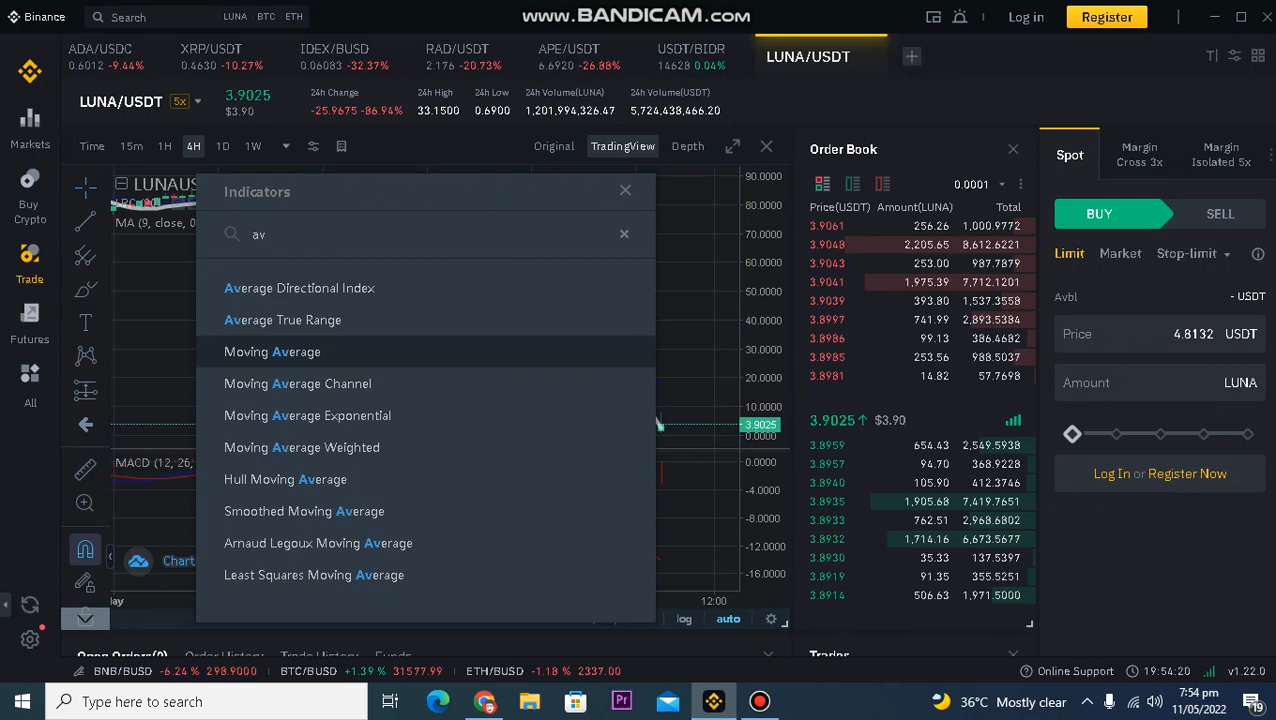 Binance
Search LUNA · BTC · ETH
www.BANDICAM.com
Log in
Register
ADA/USDC
0.6012 -9.44%
XRP/USDT
0.4630 -10.27%
IDEX/BUSD
0.06083 -32.37%
RAD/USDT
2.176 -20.73%
APE/USDT
6.6920 -26.88%
USDT/BIDR
14628 0.04%
LUNA/USDT
LUNA/USDT 5x
3.9025
$3.90
24h Change
-25.9675 -86.94%
24h High
33.1500
24h Low
0.6900
24h Volume(LUNA)
1,201,994,326.47
24h Volume(USDT)
5,724,438,466.20
Markets
Buy
Crypto
Trade
Futures
All
Time 15m 1H 4H 1D 1W
Original TradingView Depth
LUNAUS
MA (9, close,
MACD (12, 26,
Chart
Indicators
av
Average Directional Index
Average True Range
Moving Average
Moving Average Channel
Moving Average Exponential
Moving Average Weighted
Hull Moving Average
Smoothed Moving Average
Arnaud Legoux Moving Average
Least Squares Moving Average
90.0000
80.0000
70.0000
60.0000
50.0000
40.0000
30.0000
20.0000
10.0000
3.9025
0.0000
0.0000
-4.0000
-8.0000
-12.0000
-16.0000
12:00
log auto
Order Book
0.0001
Price(USDT) Amount(LUNA) Total
3.9061 256.26 1,000.9772
3.9048 2,205.65 8,612.6221
3.9043 253.00 987.7879
3.9041 1,975.39 7,712.1201
3.9039 393.80 1,537.3558
3.8997 741.99 2,893.5384
3.8986 99.13 386.4682
3.8985 253.56 988.5037
3.8981 14.82 57.7698
3.9025 $3.90
3.8959 654.43 2,549.5938
3.8957 94.70 368.9228
3.8940 105.90 412.3746
3.8935 1,905.68 7,419.7651
3.8933 762.51 2,968.6802
3.8932 1,714.16 6,673.5677
3.8930 35.33 137.5397
3.8919 91.35 355.5251
3.8914 506.63 1,971.5000
Spot
Margin
Cross 3x
Margin
Isolated 5x
BUY SELL
Limit Market Stop-limit
Avbl - USDT
Price 4.8132 USDT
Amount LUNA
Log In or Register Now
Open Orders(0) Order History Trade History Funds
BNB/BUSD -6.24 % 298.9000 BTC/BUSD +1.39 % 31577.99 ETH/BUSD -1.18 % 2337.00
Online Support 19:54:20 v1.22.0
Type here to search
Pr
36°C Mostly clear
7:54 pm
11/05/2022
19